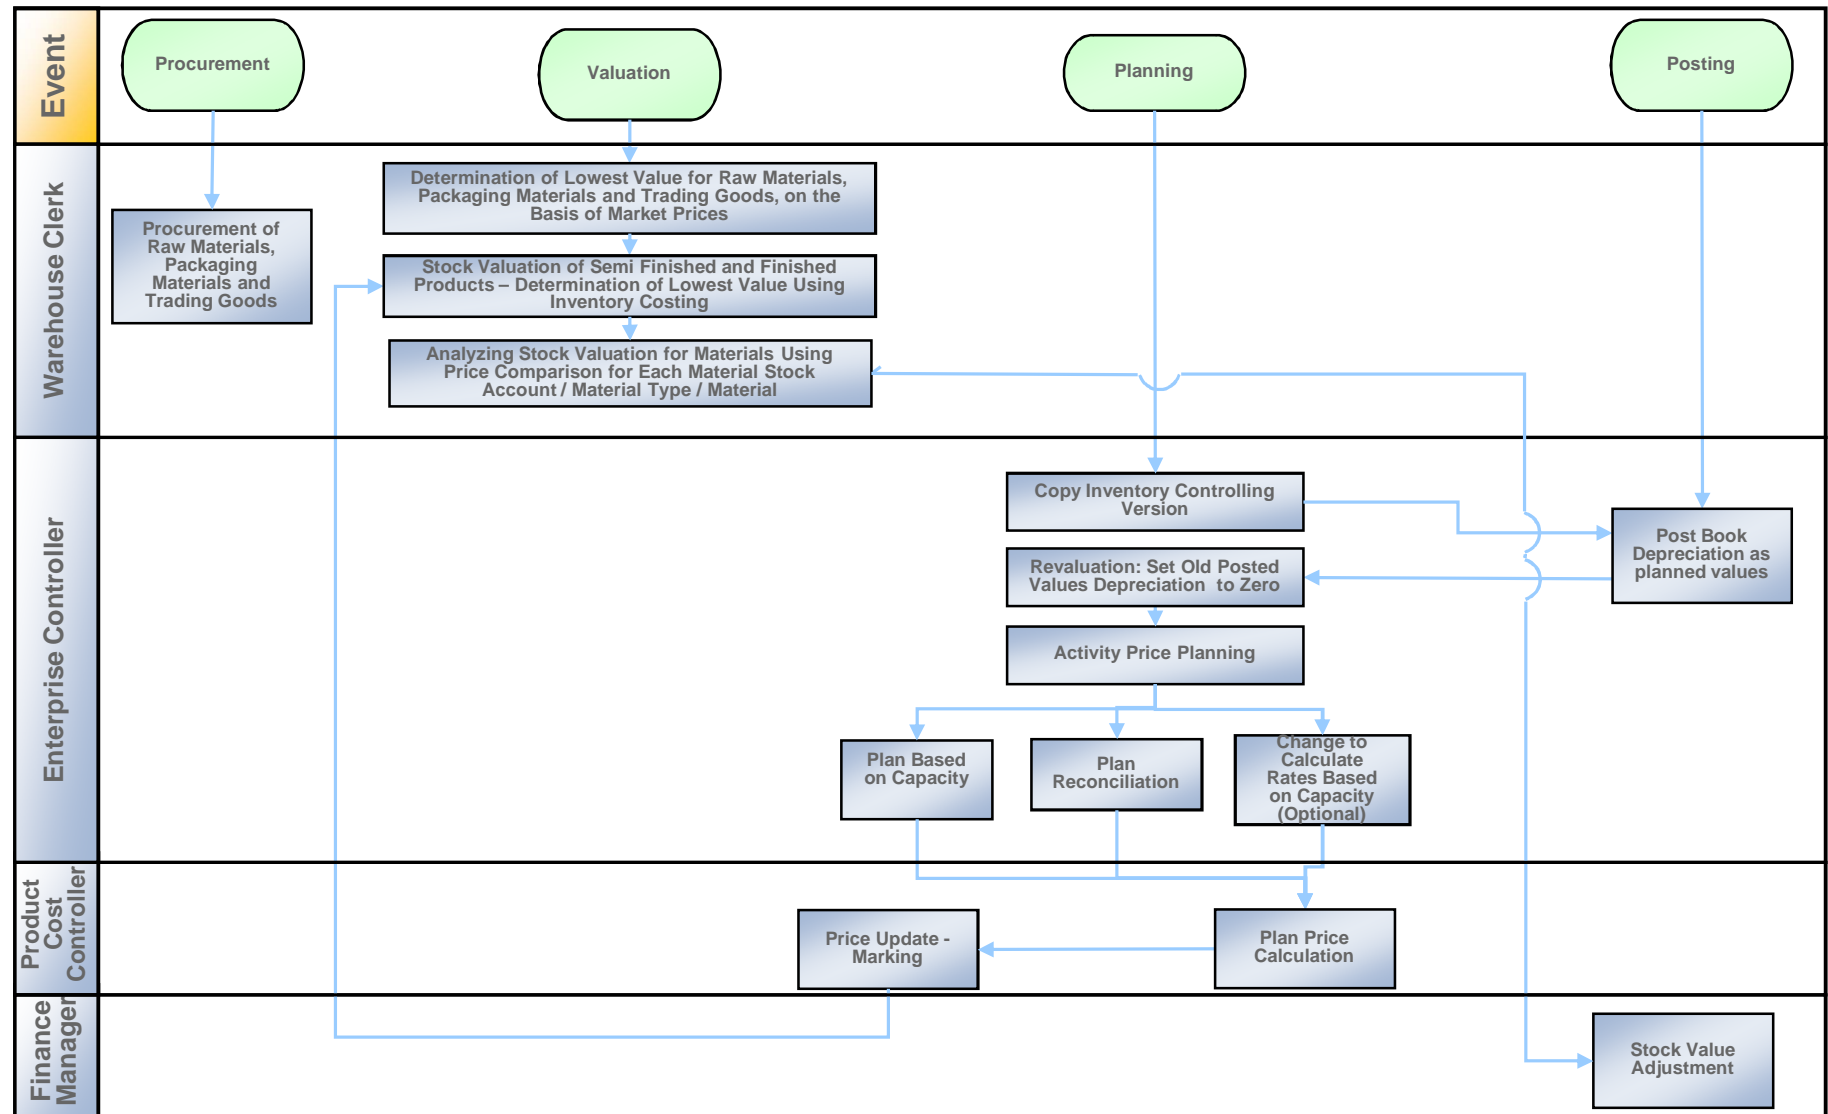 Event
Procurement
Valuation
Planning
Posting
Warehouse Clerk
Procurement of
Raw Materials,
Packaging
Materials and
Trading Goods
Determination of Lowest Value for Raw Materials,
Packaging Materials and Trading Goods, on the
Basis of Market Prices
Stock Valuation of Semi Finished and Finished
Products – Determination of Lowest Value Using
Inventory Costing
Analyzing Stock Valuation for Materials Using
Price Comparison for Each Material Stock
Account / Material Type / Material
Enterprise Controller
Copy Inventory Controlling
Version
Post Book
Depreciation as
planned values
Revaluation: Set Old Posted
Values Depreciation to Zero
Activity Price Planning
Plan Based
on Capacity
Plan
Reconciliation
Change to
Calculate
Rates Based
on Capacity
(Optional)
Product
Cost
Controller
Price Update -
Marking
Plan Price
Calculation
Finance
Manager
Stock Value
Adjustment